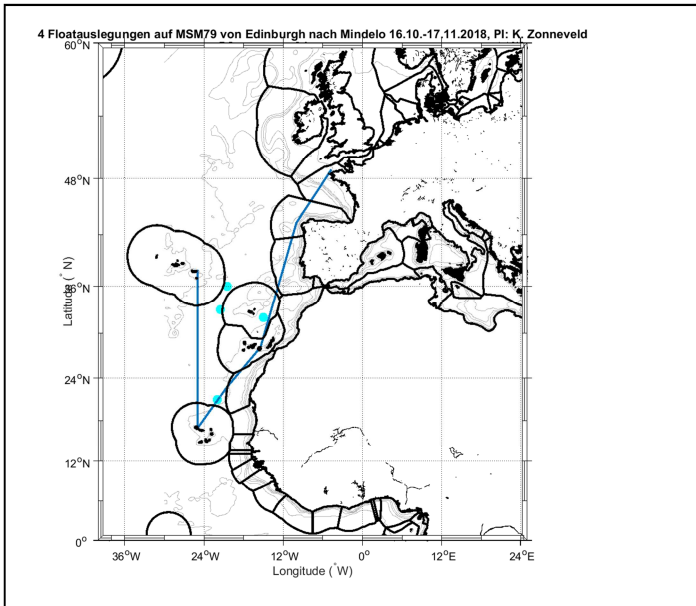 4 Floatauslegungen auf MSM79 von Edinburgh nach Mindelo 16.10.-17.11.2018, PI: K. Zonneveld
60°N
48°N
36°N
24°N
12°N
0°
Latitude (°N)
36°W
24°W
12°W
0°
12°E
24°E
Longitude (°W)